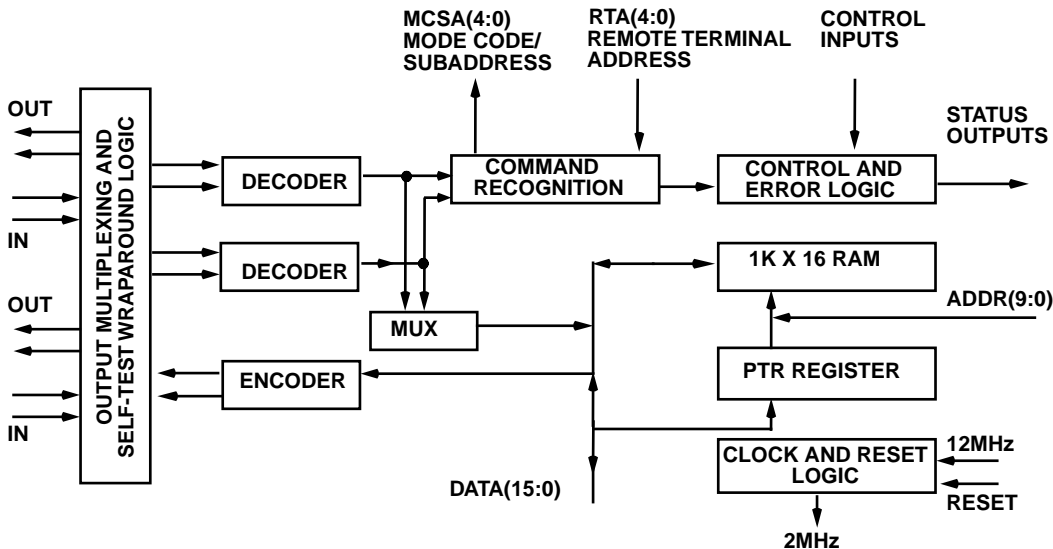 MCSA(4:0)
MODE CODE/
SUBADDRESS
RTA(4:0)
REMOTE TERMINAL
ADDRESS
CONTROL
INPUTS
OUT
IN
OUT
IN
OUTPUT MULTIPLEXING AND
SELF-TEST WRAPAROUND LOGIC
DECODER
COMMAND
RECOGNITION
CONTROL AND
ERROR LOGIC
STATUS
OUTPUTS
DECODER
1K X 16 RAM
ADDR(9:0)
MUX
ENCODER
PTR REGISTER
DATA(15:0)
CLOCK AND RESET
LOGIC
12MHz
RESET
2MHz